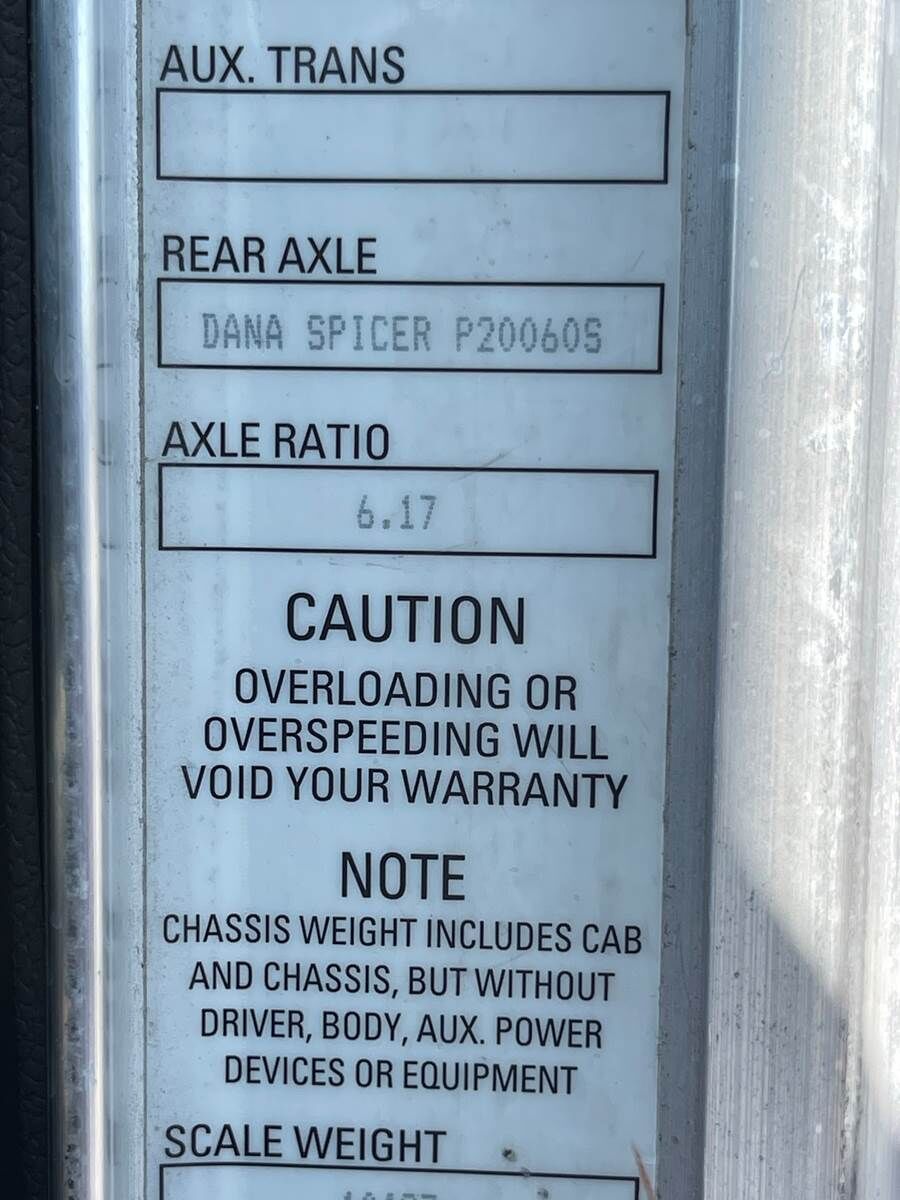 AUX. TRANS
REAR AXLE
DANA SPICER P20060S
AXLE RATIO
6.17
CAUTION
OVERLOADING OR
OVERSPEEDING WILL
VOID YOUR WARRANTY
NOTE
CHASSIS WEIGHT INCLUDES CAB
AND CHASSIS, BUT WITHOUT
DRIVER, BODY, AUX. POWER
DEVICES OR EQUIPMENT
SCALE WEIGHT